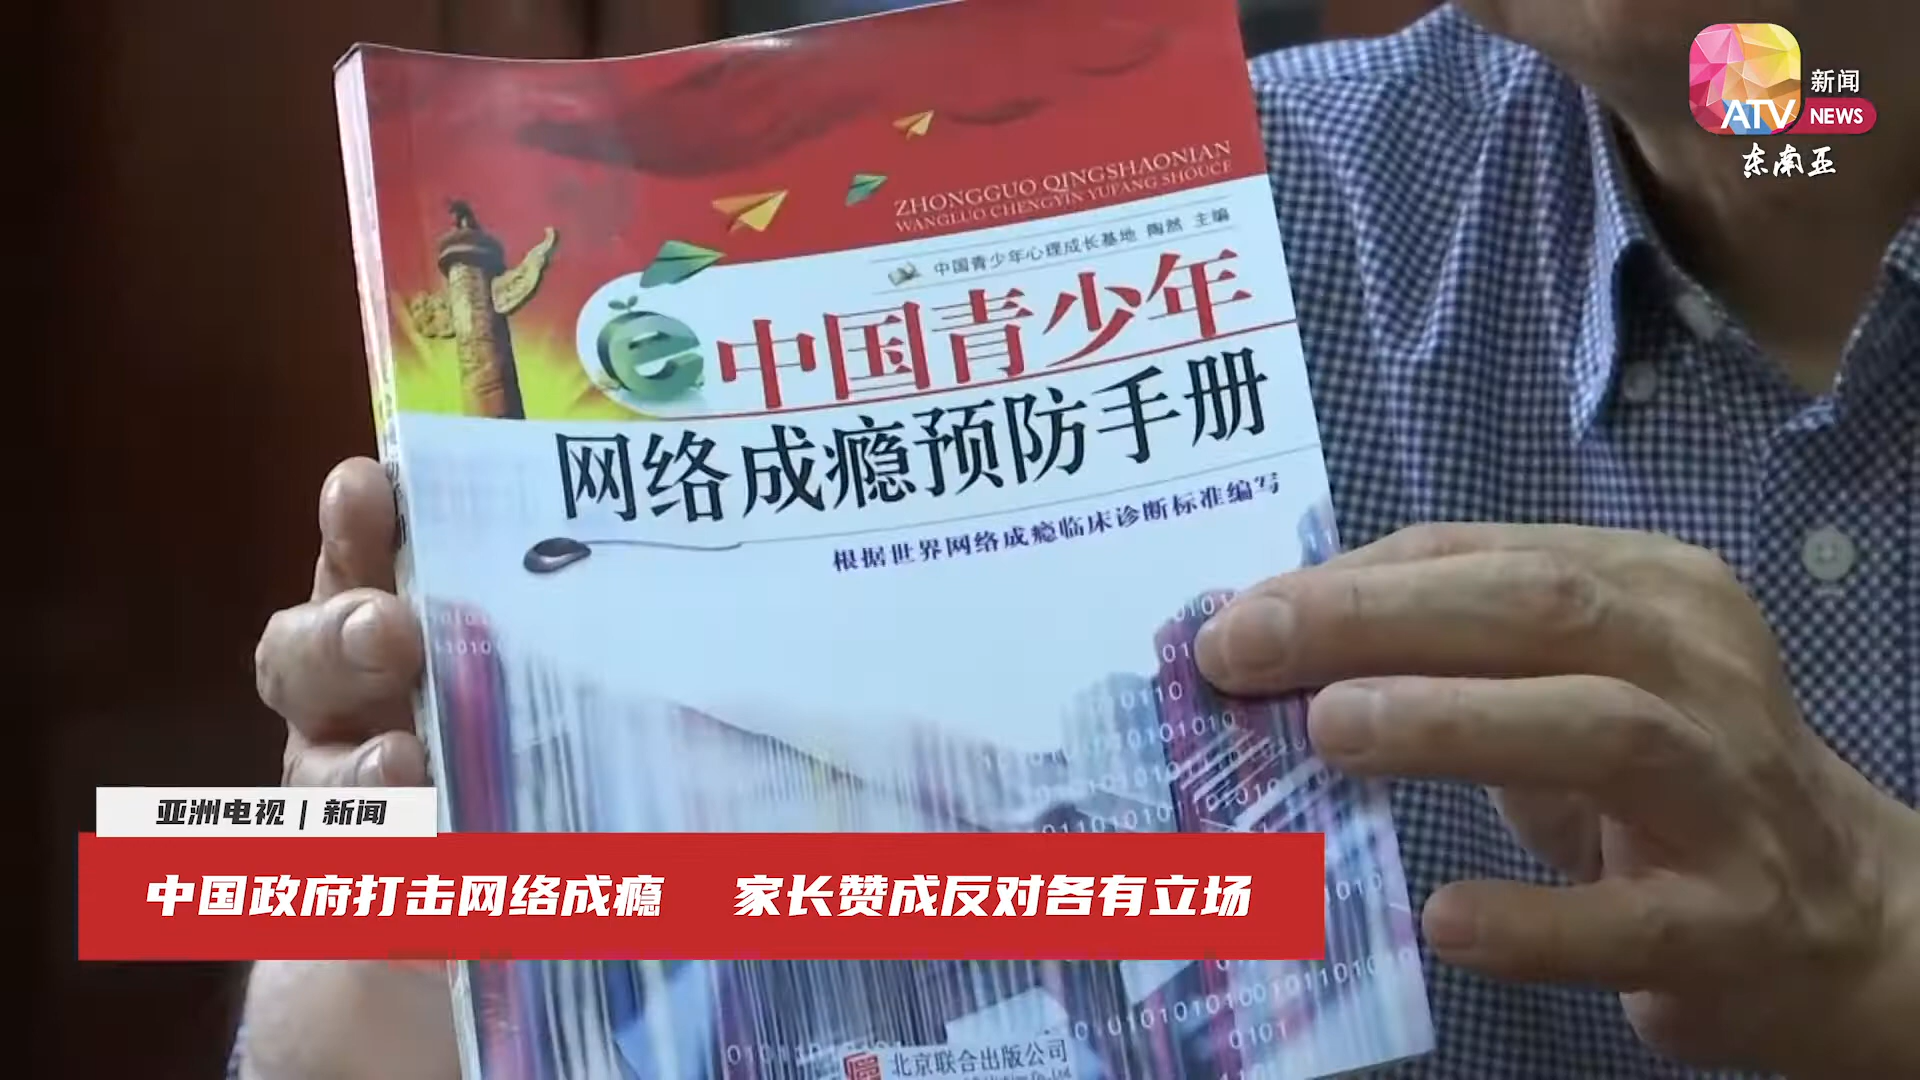 新闻
ATV NEWS
东南亚
ZHONGGUO QINGSHAONIAN
WANGLUO CHENGYIN YUFANG SHOUCE
中国青少年心理成长基地 陶然 主编
e中国青少年
网络成瘾预防手册
根据世界网络成瘾临床诊断标准编写
亚洲电视 | 新闻
中国政府打击网络成瘾 家长赞成反对各有立场
北京联合出版公司